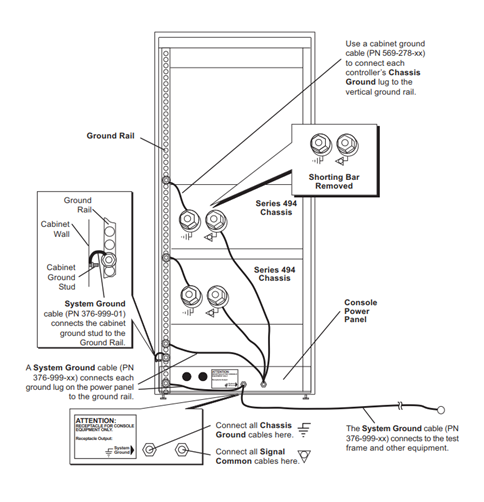 Use a cabinet ground
cable (PN 569-278-xx)
to connect each
controller's Chassis
Ground lug to the
vertical ground rail.
Ground Rail
Shorting Bar
Removed
Series 494
Chassis
Ground
Rail
Cabinet
Wall
Cabinet
Ground
Stud
System Ground
cable (PN 376-999-01)
connects the cabinet
ground stud to the
Ground Rail.
Series 494
Chassis
Console
Power
Panel
A System Ground cable (PN
376-999-xx) connects each
ground lug on the power panel
to the ground rail.
ATTENTION:
ATTENTION:
RECEPTACLE FOR CONSOLE
EQUIPMENT ONLY.
Receptacle Output:
System
Ground
Connect all Chassis
Ground cables here.
Connect all Signal
Common cables here.
The System Ground cable (PN
376-999-xx) connects to the test
frame and other equipment.